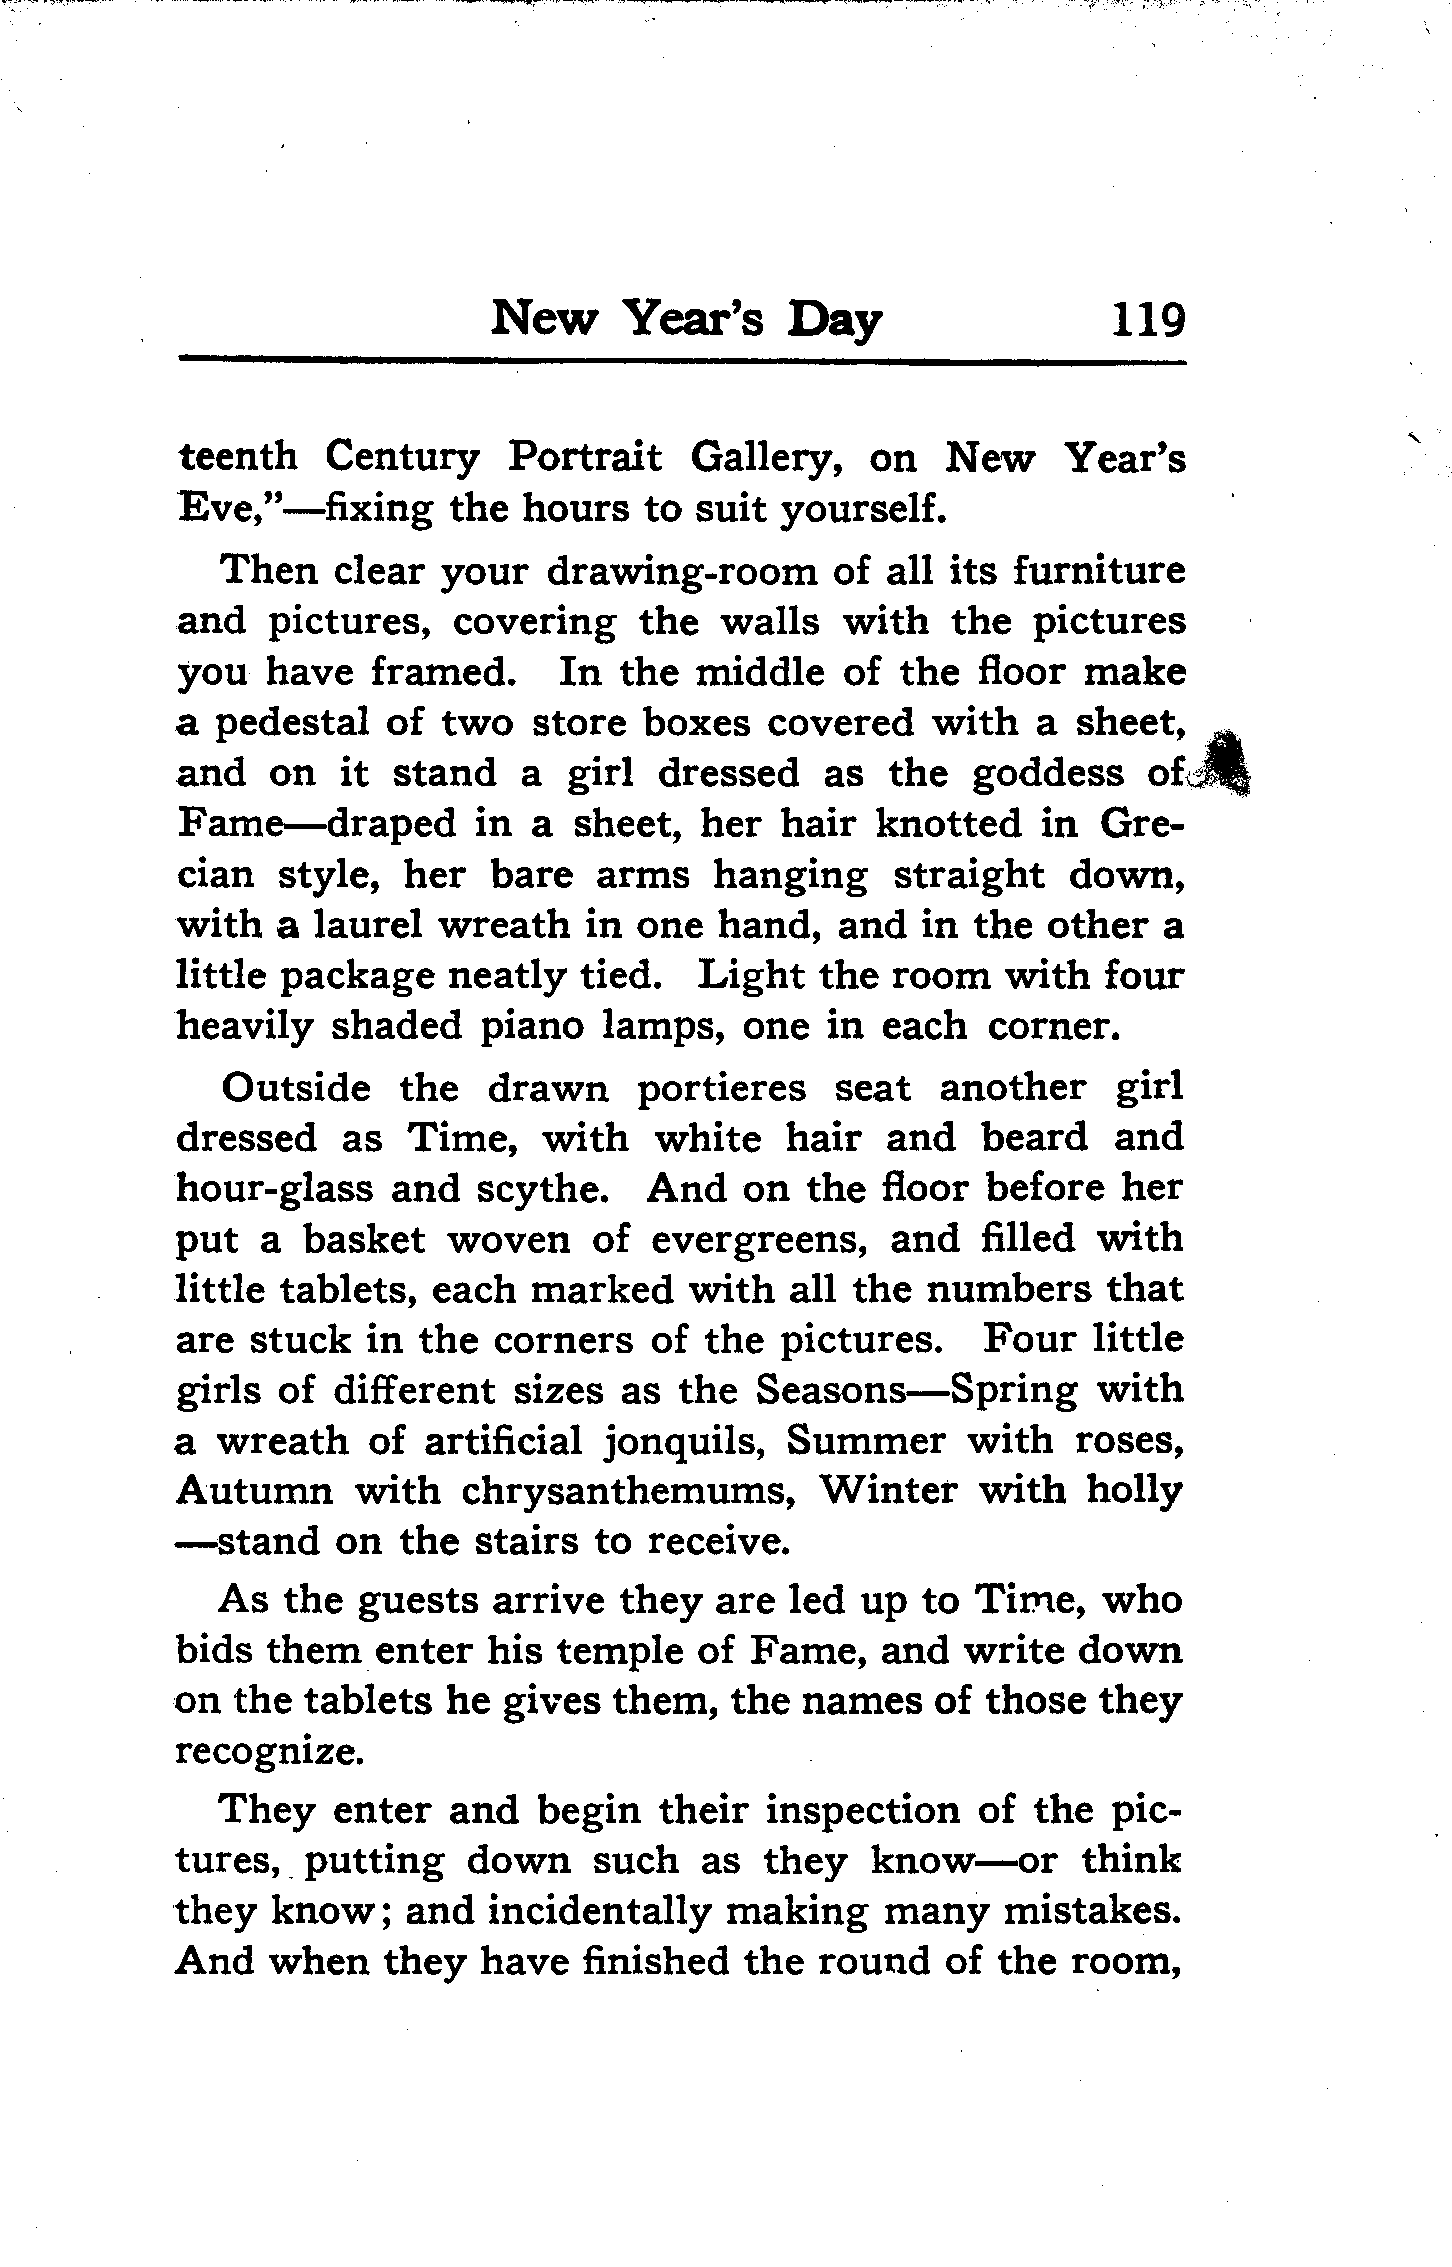 New Year's Day 119
teenth Century Portrait Gallery, on New Year's
Eve,"—fixing the hours to suit yourself.
Then clear your drawing-room of all its furniture
and pictures, covering the walls with the pictures
you have framed. In the middle of the floor make
a pedestal of two store boxes covered with a sheet,
and on it stand a girl dressed as the goddess of
Fame—draped in a sheet, her hair knotted in Gre-
cian style, her bare arms hanging straight down,
with a laurel wreath in one hand, and in the other a
little package neatly tied. Light the room with four
heavily shaded piano lamps, one in each corner.
Outside the drawn portieres seat another girl
dressed as Time, with white hair and beard and
hour-glass and scythe. And on the floor before her
put a basket woven of evergreens, and filled with
little tablets, each marked with all the numbers that
are stuck in the corners of the pictures. Four little
girls of different sizes as the Seasons—Spring with
a wreath of artificial jonquils, Summer with roses,
Autumn with chrysanthemums, Winter with holly
—stand on the stairs to receive.
As the guests arrive they are led up to Time, who
bids them enter his temple of Fame, and write down
on the tablets he gives them, the names of those they
recognize.
They enter and begin their inspection of the pic-
tures, putting down such as they know—or think
they know; and incidentally making many mistakes.
And when they have finished the round of the room,